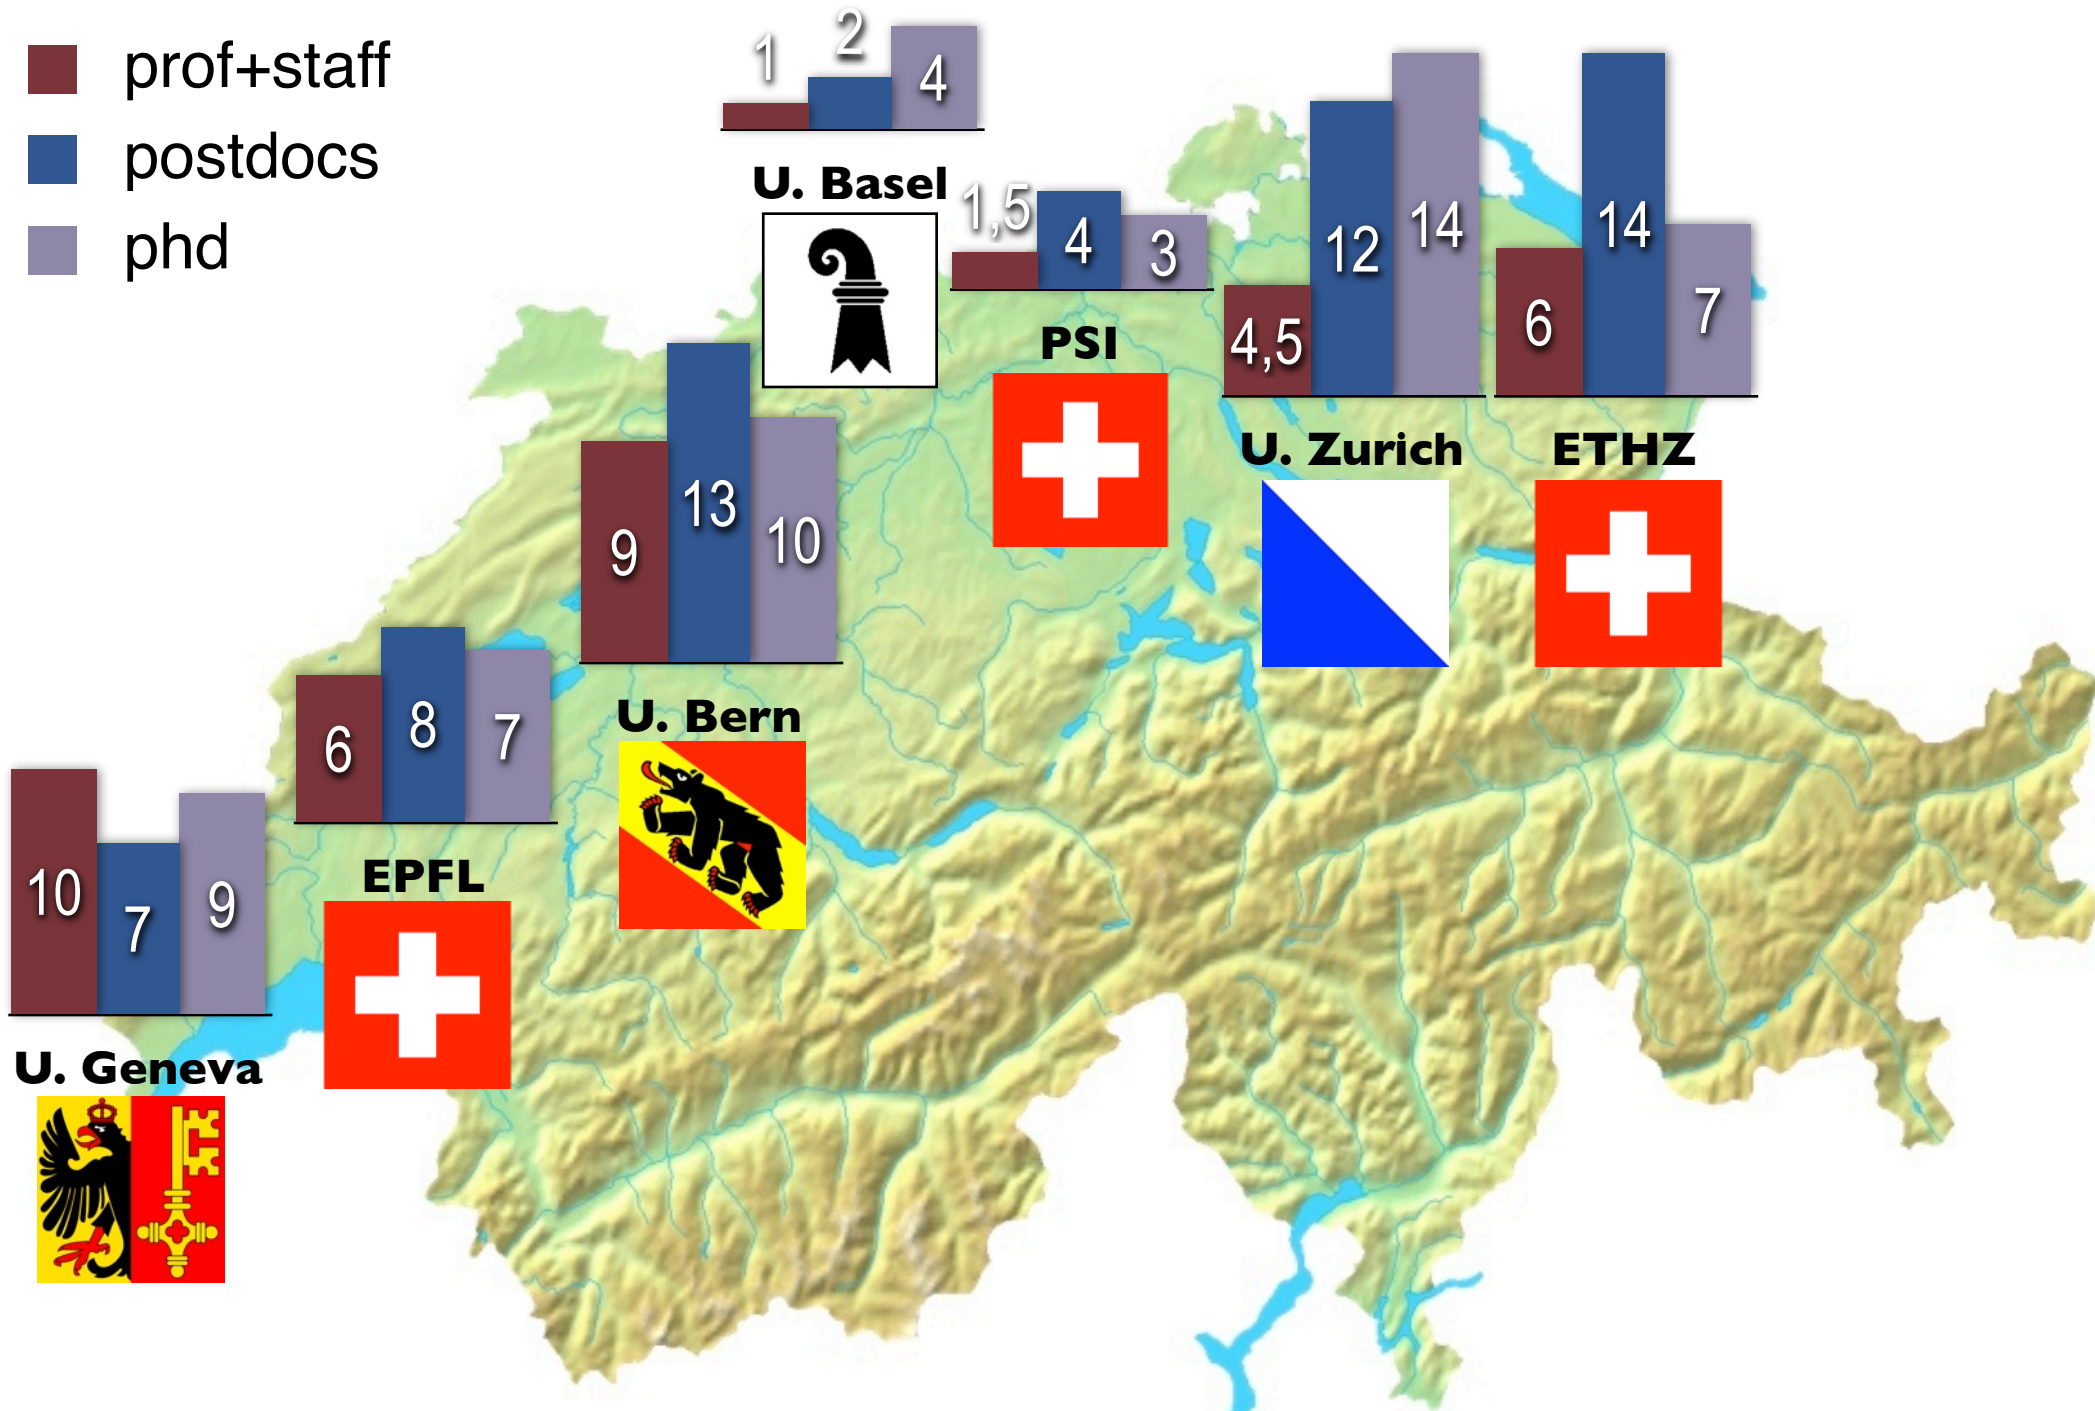 prof+staff
postdocs
phd
1 2 4
U. Basel
1,5 4 3
PSI
4,5 12 14
U. Zurich
6 14 7
ETHZ
9 13 10
U. Bern
6 8 7
EPFL
10 7 9
U. Geneva